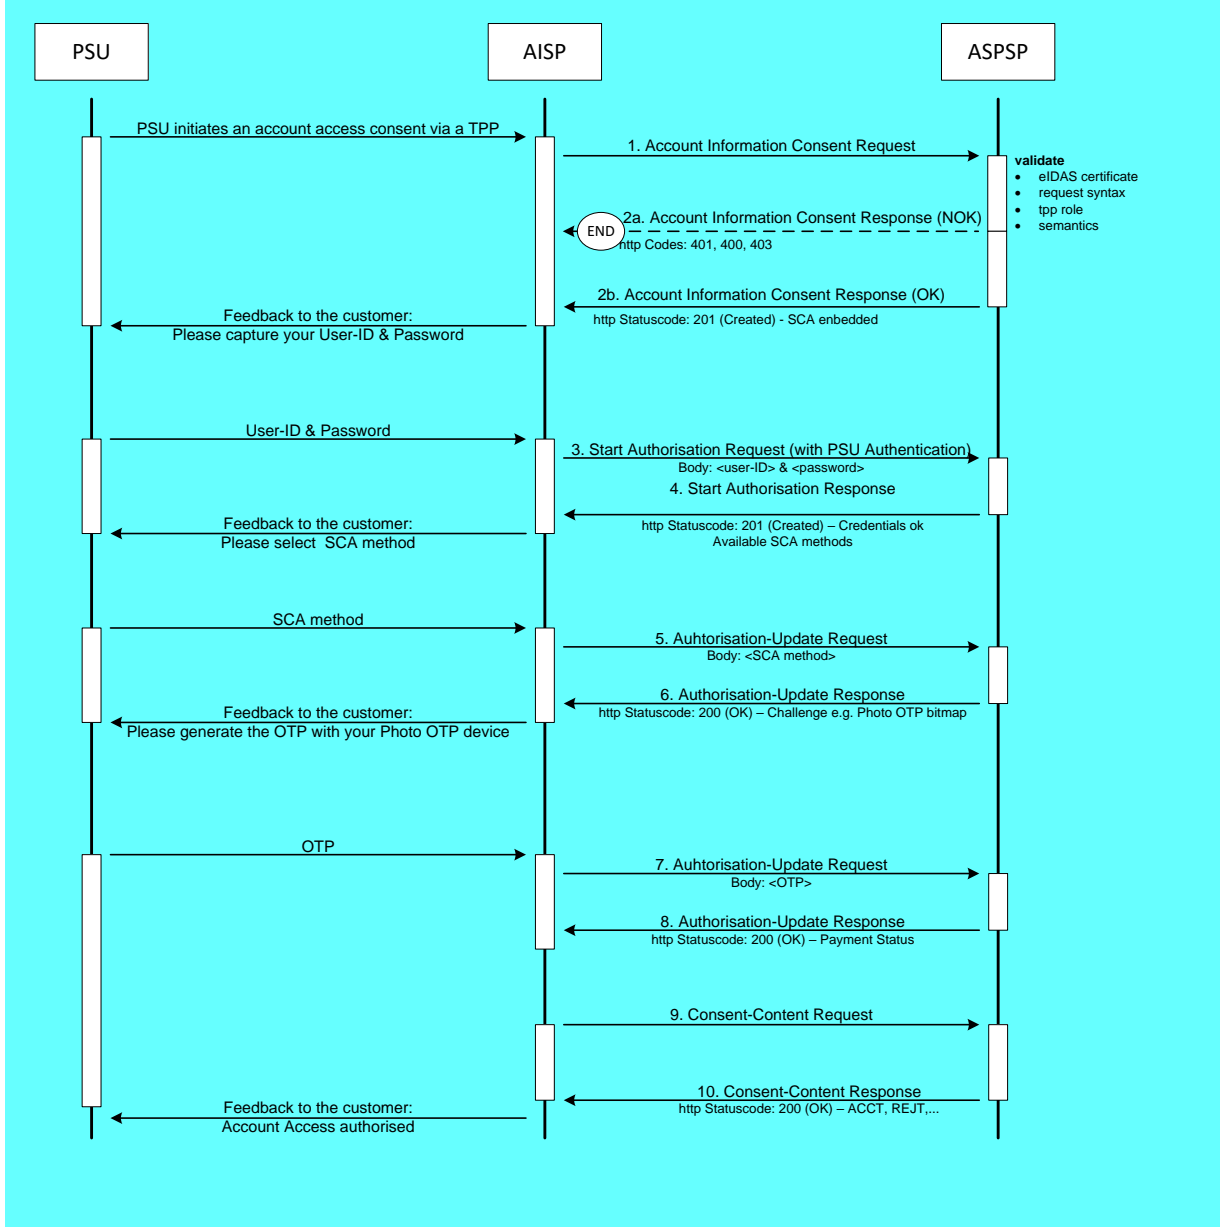 PSU
AISP
ASPSP
PSU initiates an account access consent via a TPP
1. Account Information Consent Request
validate
• eIDAS certificate
• request syntax
• tpp role
• semantics
2a. Account Information Consent Response (NOK)
END
http Codes: 401, 400, 403
2b. Account Information Consent Response (OK)
http Statuscode: 201 (Created) - SCA enbedded
Feedback to the customer:
Please capture your User-ID & Password
User-ID & Password
3. Start Authorisation Request (with PSU Authentication)
Body: <user-ID> & <password>
4. Start Authorisation Response
http Statuscode: 201 (Created) – Credentials ok
Available SCA methods
Feedback to the customer:
Please select SCA method
SCA method
5. Auhtorisation-Update Request
Body: <SCA method>
6. Authorisation-Update Response
http Statuscode: 200 (OK) – Challenge e.g. Photo OTP bitmap
Feedback to the customer:
Please generate the OTP with your Photo OTP device
OTP
7. Auhtorisation-Update Request
Body: <OTP>
8. Authorisation-Update Response
http Statuscode: 200 (OK) – Payment Status
9. Consent-Content Request
10. Consent-Content Response
http Statuscode: 200 (OK) – ACCT, REJT,...
Feedback to the customer:
Account Access authorised